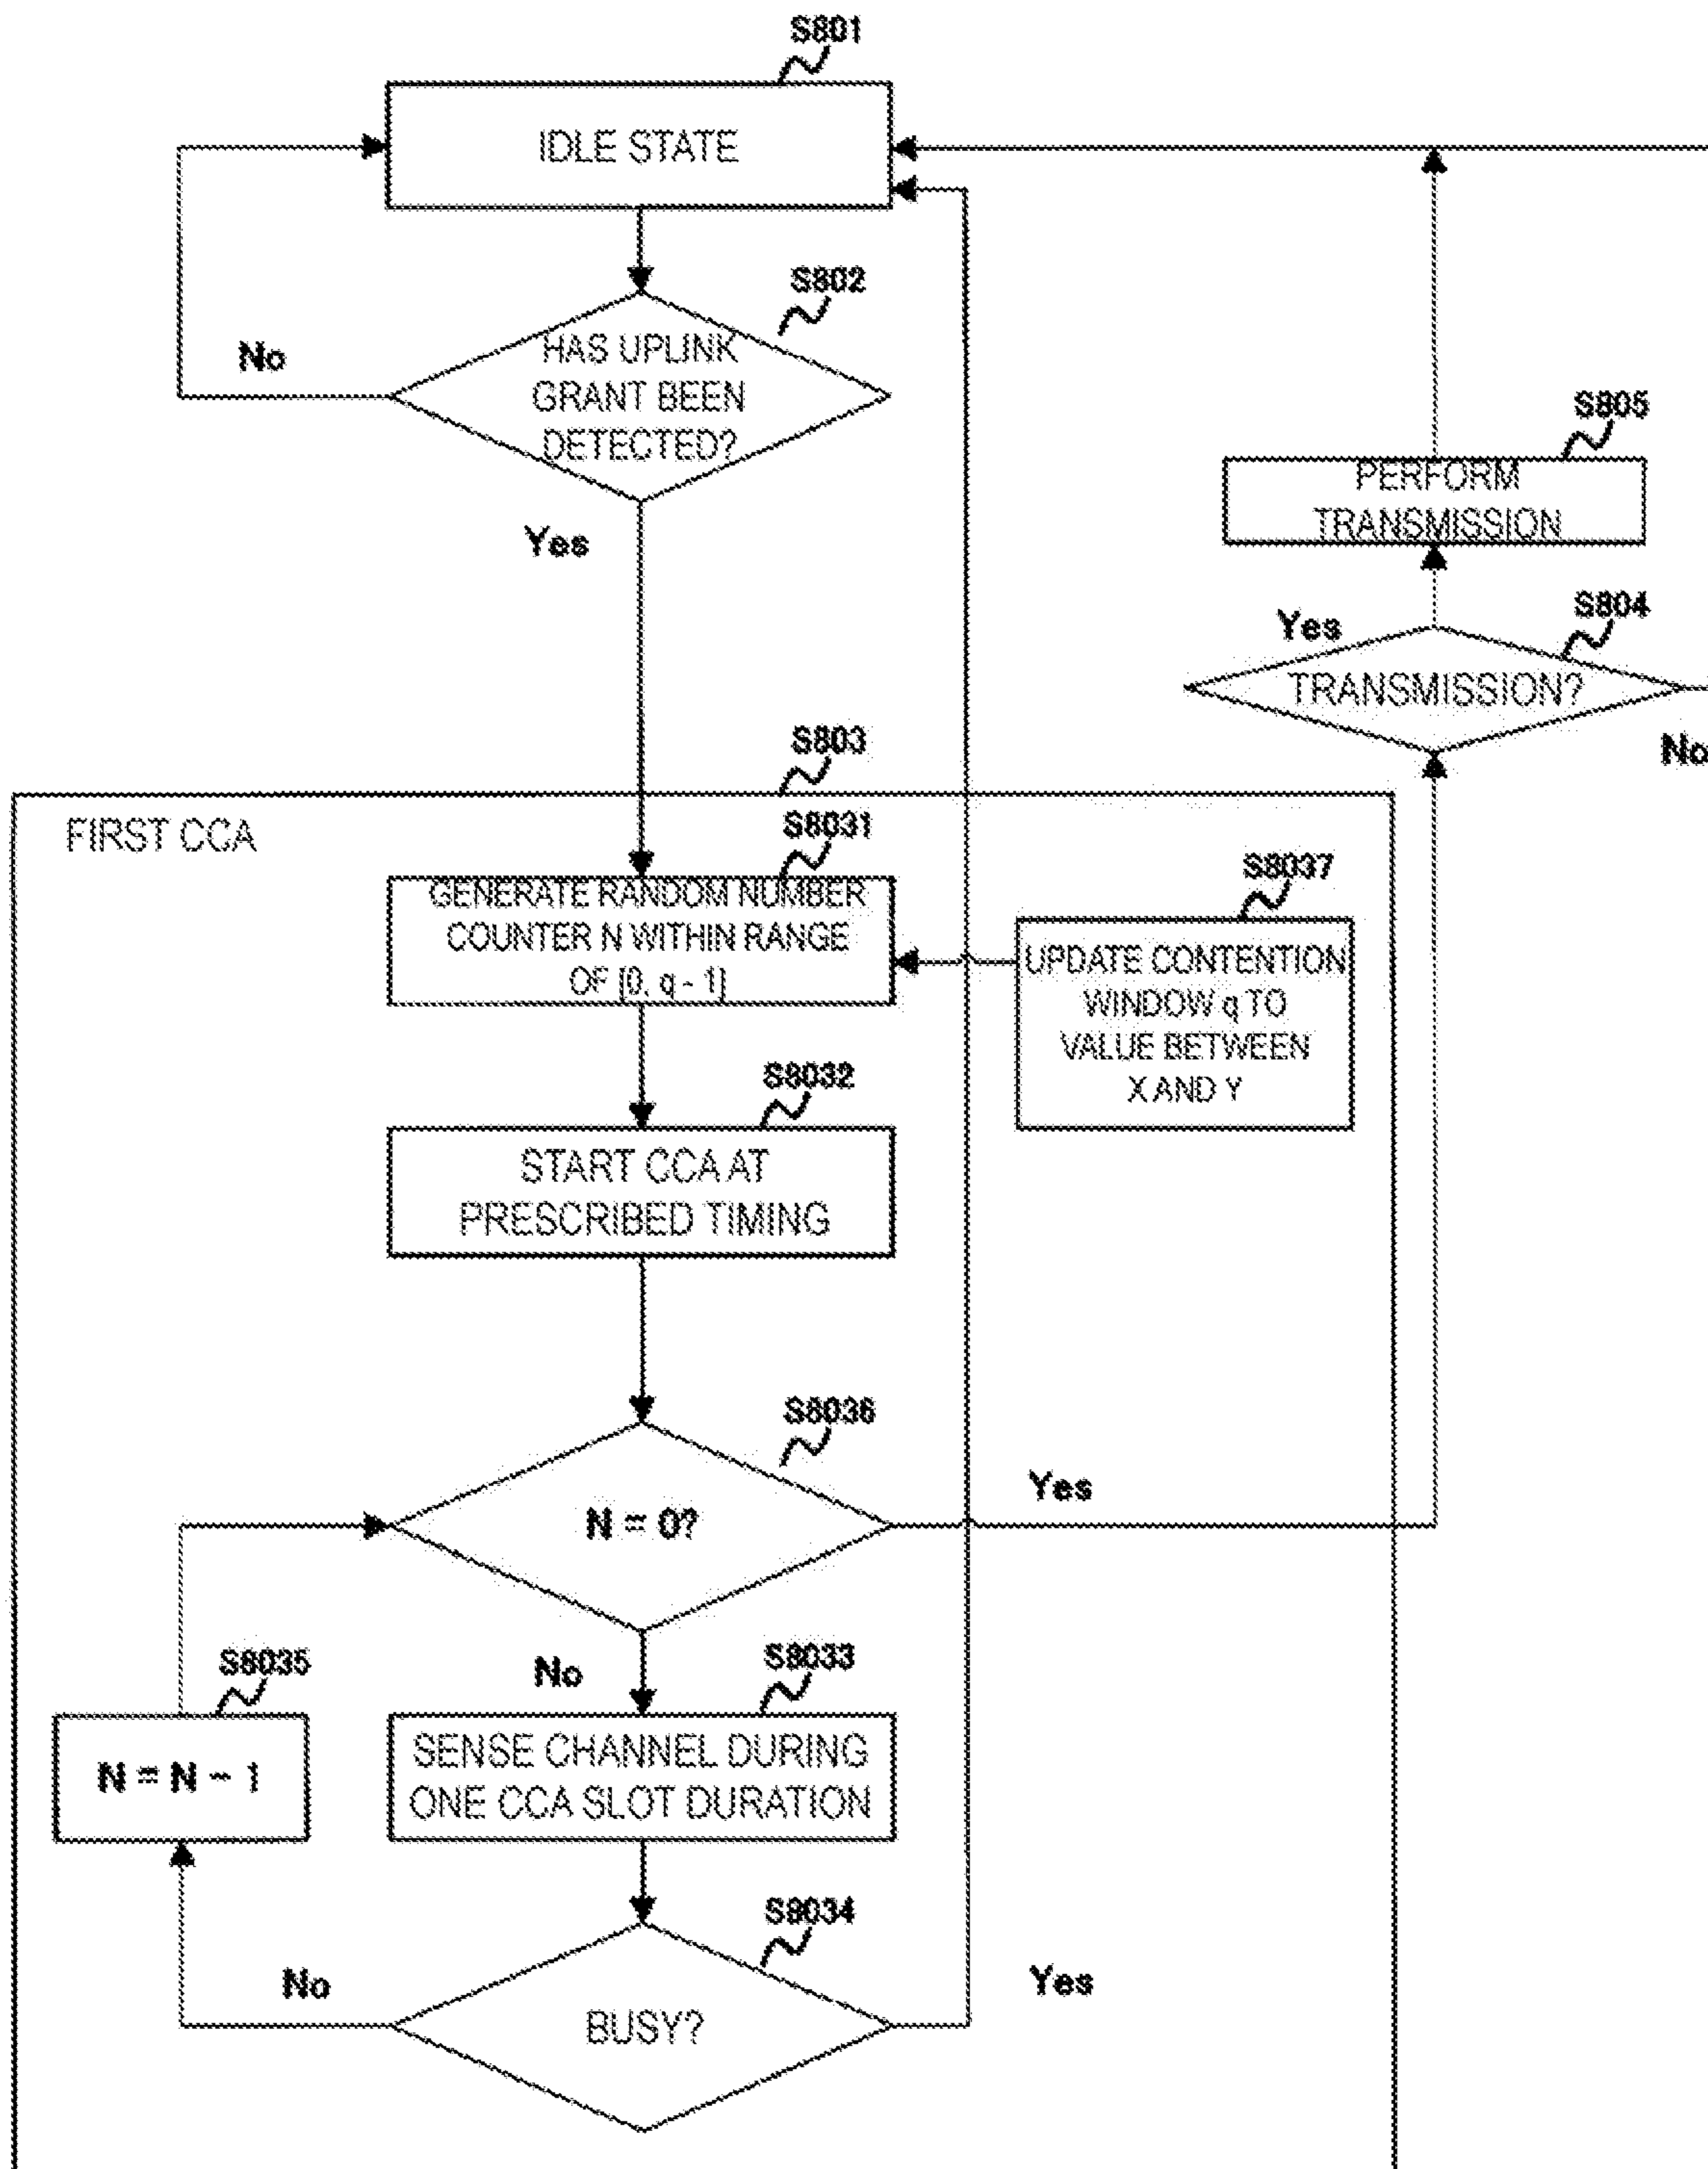 S801
IDLE STATE
S802
HAS UPLINK
GRANT BEEN
DETECTED?
No
Yes
S805
PERFORM
TRANSMISSION
S804
Yes
TRANSMISSION?
No
S803
FIRST CCA
S8031
GENERATE RANDOM NUMBER
COUNTER N WITHIN RANGE
OF [0, q - 1]
S8037
UPDATE CONTENTION
WINDOW q TO
VALUE BETWEEN
X AND Y
S8032
START CCA AT
PRESCRIBED TIMING
S8036
N = 0?
Yes
No
S8035
N = N - 1
S8033
SENSE CHANNEL DURING
ONE CCA SLOT DURATION
S8034
No
BUSY?
Yes